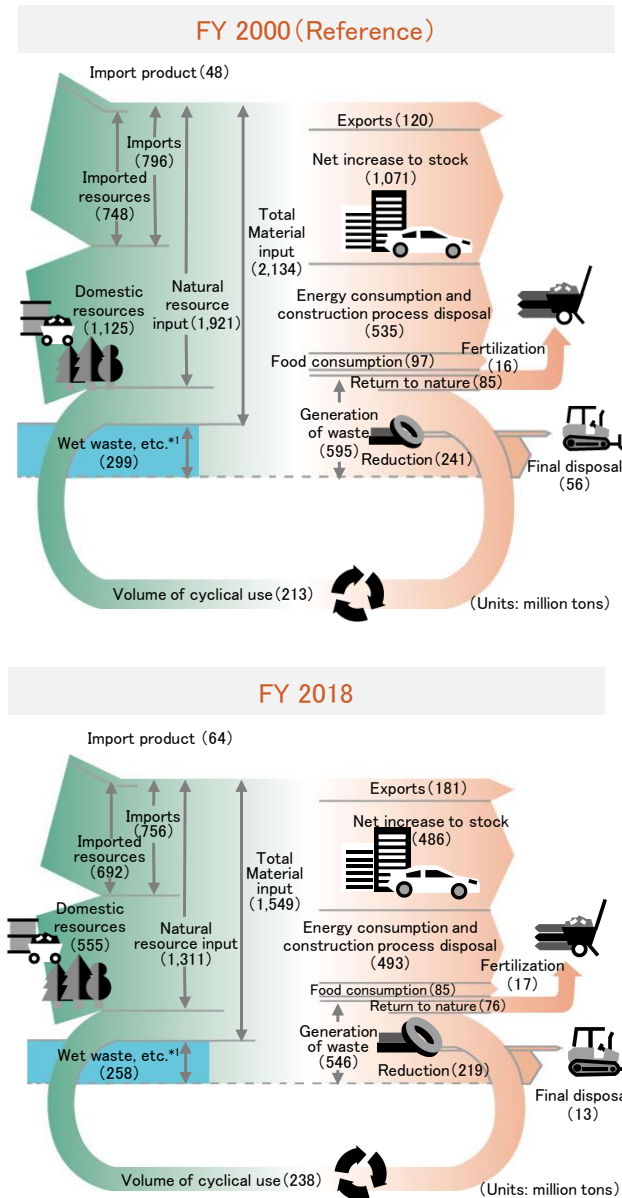 FY 2000(Reference)
Import product(48)
Exports(120)
Imports
(796)
Net increase to stock
(1,071)
Imported
resources
(748)
Total
Material
input
(2,134)
Domestic
resources
(1,125)
Natural
resource
input(1,921)
Energy consumption and
construction process disposal
(535)
Fertilization
(16)
Food consumption(97)
Return to nature(85)
Generation
of waste
(595)
Wet waste, etc.*1
(299)
Reduction(241)
Final disposal
(56)
Volume of cyclical use(213)
(Units: million tons)
FY 2018
Import product (64)
Exports(181)
Imports
(756)
Net increase to stock
(486)
Imported
resources
(692)
Total
Material
input
(1,549)
Domestic
resources
(555)
Natural
resource input
(1,311)
Energy consumption and
construction process disposal
(493)
Fertilization
(17)
Food consumption(85)
Return to nature(76)
Generation
of waste
(546)
Wet waste, etc.*1
(258)
Reduction(219)
Final disposa
(13)
Volume of cyclical use(238)
(Units: million tons)